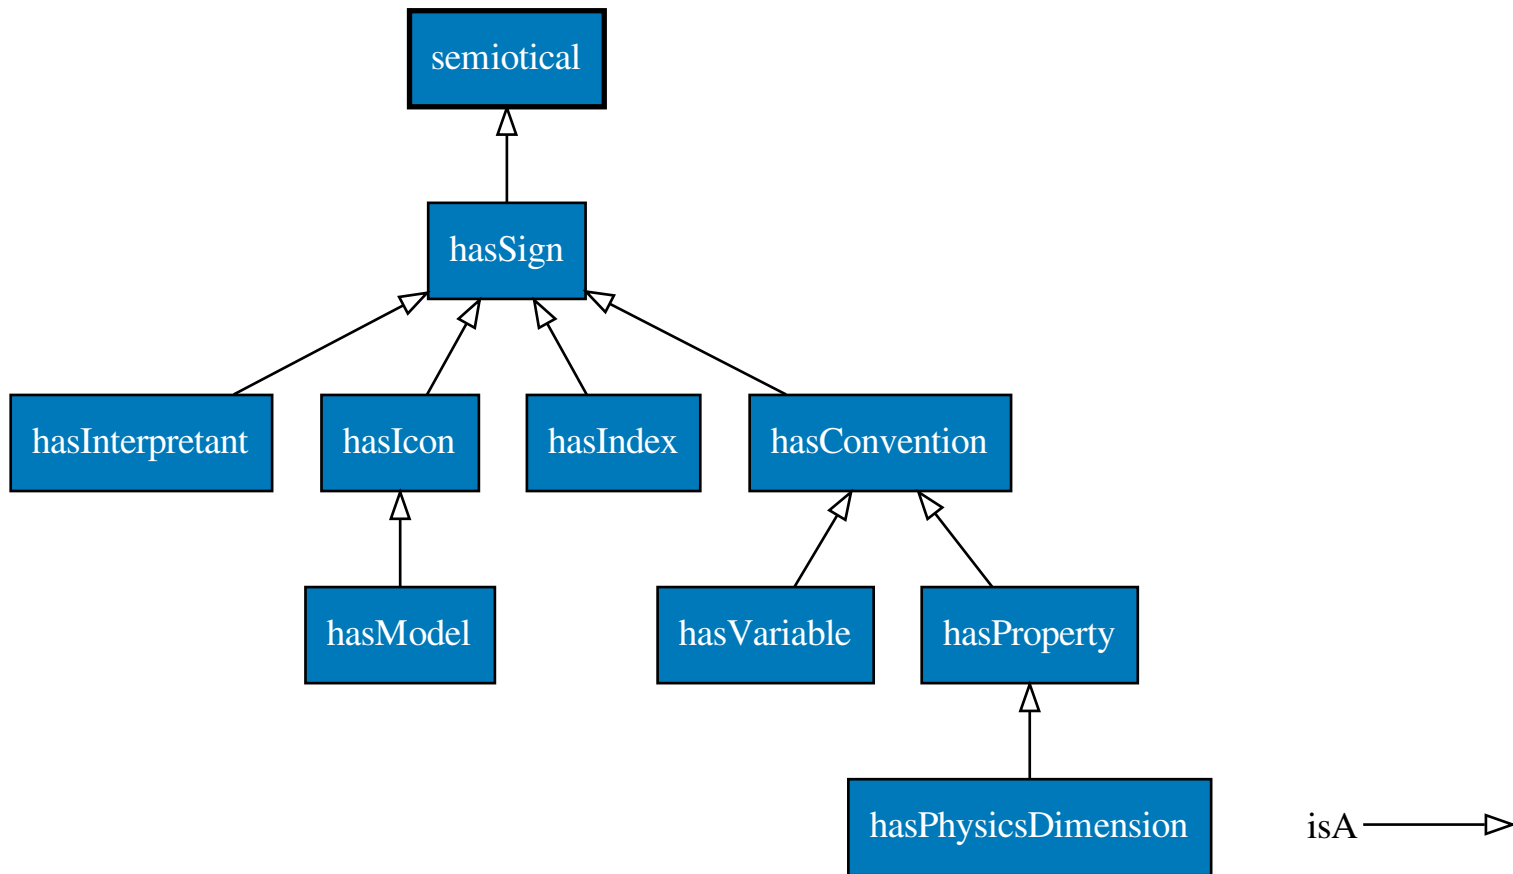 semiotical
hasSign
hasInterpretant
hasIcon
hasIndex
hasConvention
hasModel
hasVariable
hasProperty
hasPhysicsDimension
isA